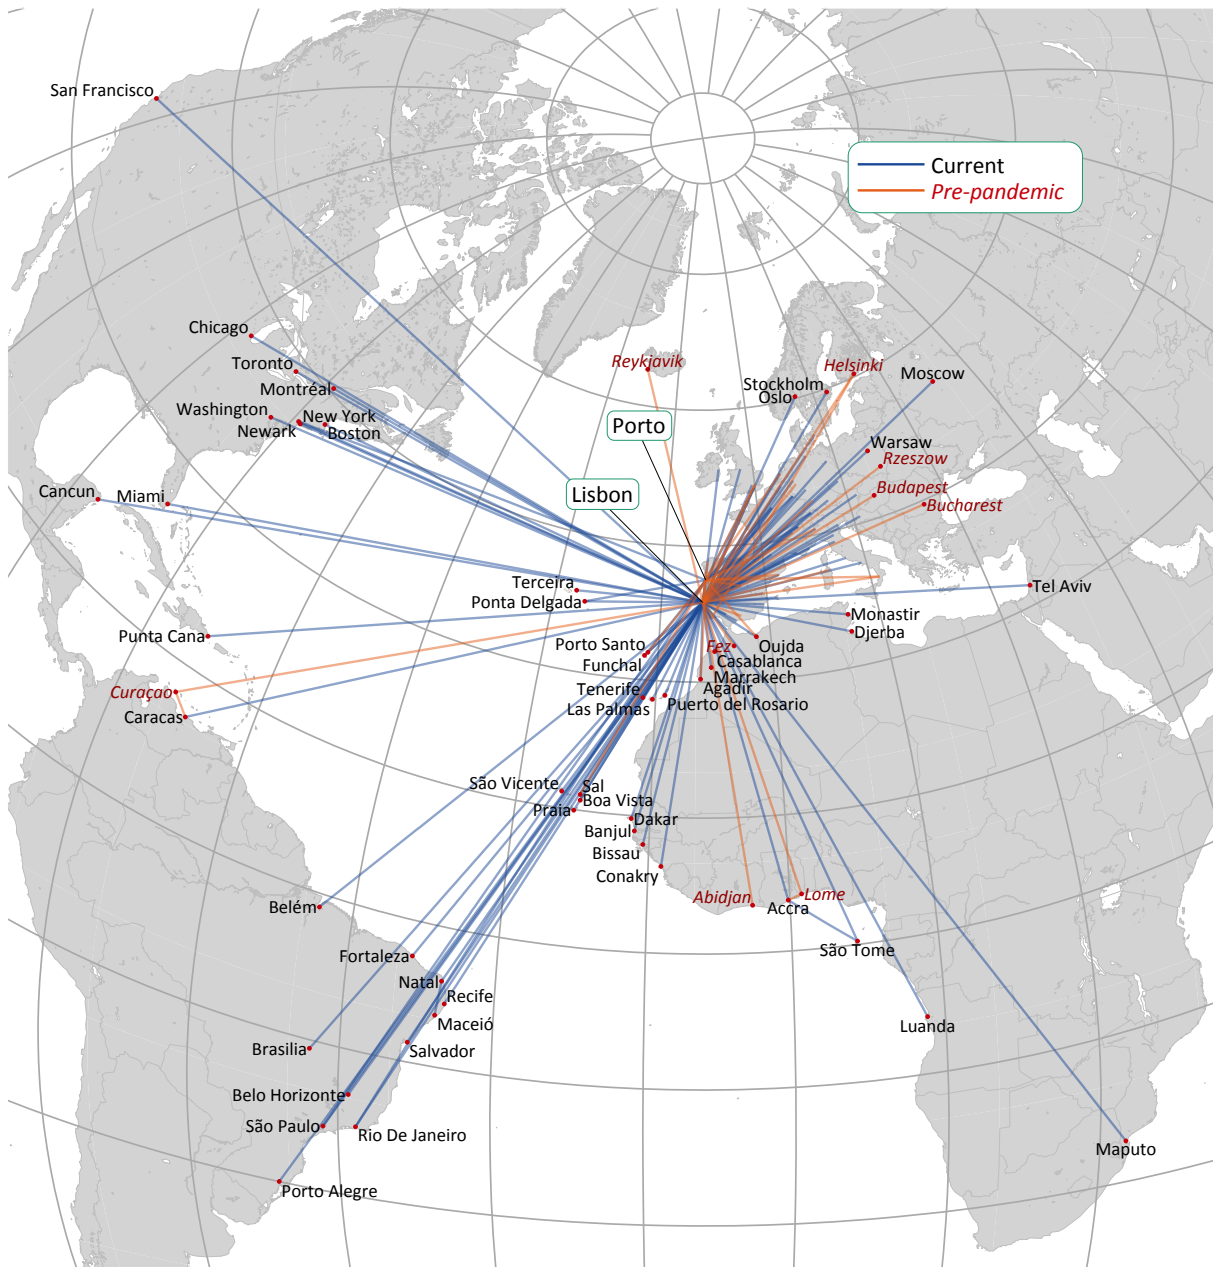 San Francisco
Current
Pre-pandemic
Chicago
Toronto
Montréal
Washington
New York
Newark
Boston
Reykjavik
Helsinki
Stockholm
Oslo
Moscow
Porto
Warsaw
Rzeszow
Lisbon
Budapest
Bucharest
Cancun
Miami
Terceira
Ponta Delgada
Tel Aviv
Monastir
Djerba
Punta Cana
Porto Santo
Funchal
Fez
Oujda
Casablanca
Marrakech
Agadir
Curaçao
Caracas
Tenerife
Las Palmas
Puerto del Rosario
São Vicente
Sal
Boa Vista
Praia
Dakar
Banjul
Bissau
Conakry
Abidjan
Lome
Accra
Belém
São Tome
Fortaleza
Natal
Recife
Maceió
Luanda
Brasilia
Salvador
Belo Horizonte
São Paulo
Rio De Janeiro
Maputo
Porto Alegre